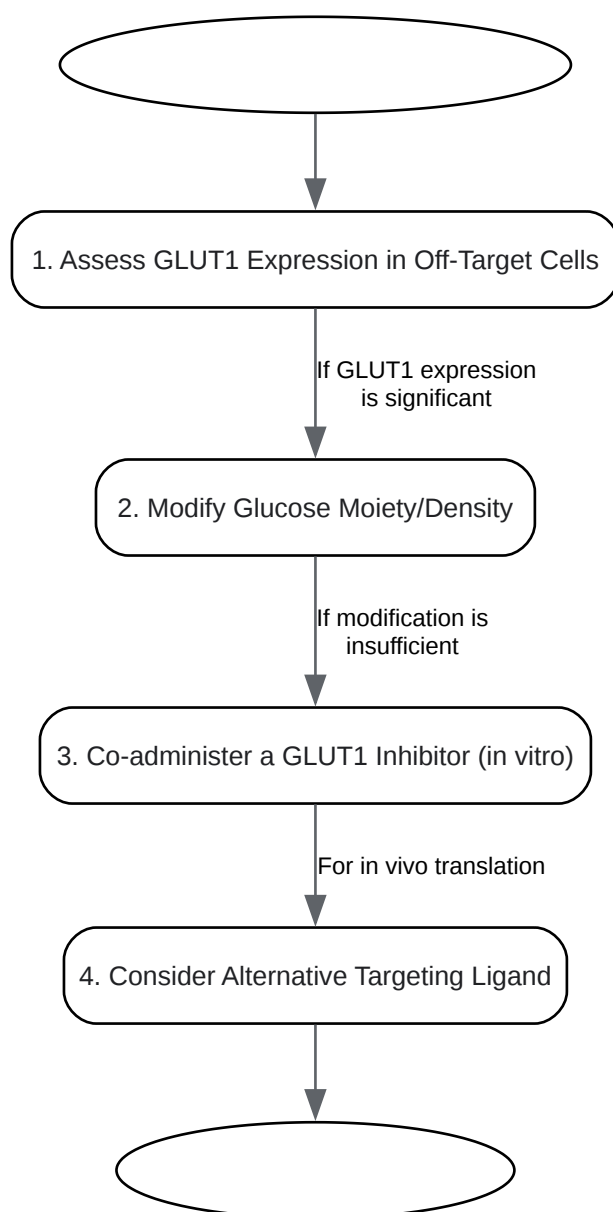 1. Assess GLUT1 Expression in Off-Target Cells
If GLUT1 expression
is significant
2. Modify Glucose Moiety/Density
If modification is
insufficient
3. Co-administer a GLUT1 Inhibitor (in vitro)
For in vivo translation
4. Consider Alternative Targeting Ligand